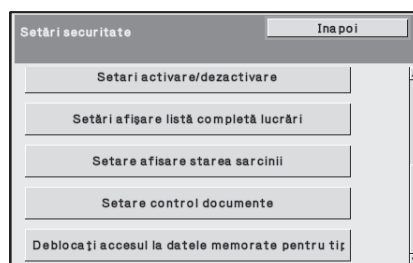 Setări securitate
Inapoi
Setari activare/dezactivare
Setări afişare listă completă lucrări
Setare afisare starea sarcinii
Setare control documente
Deblocaţi accesul la datele memorate pentru tip